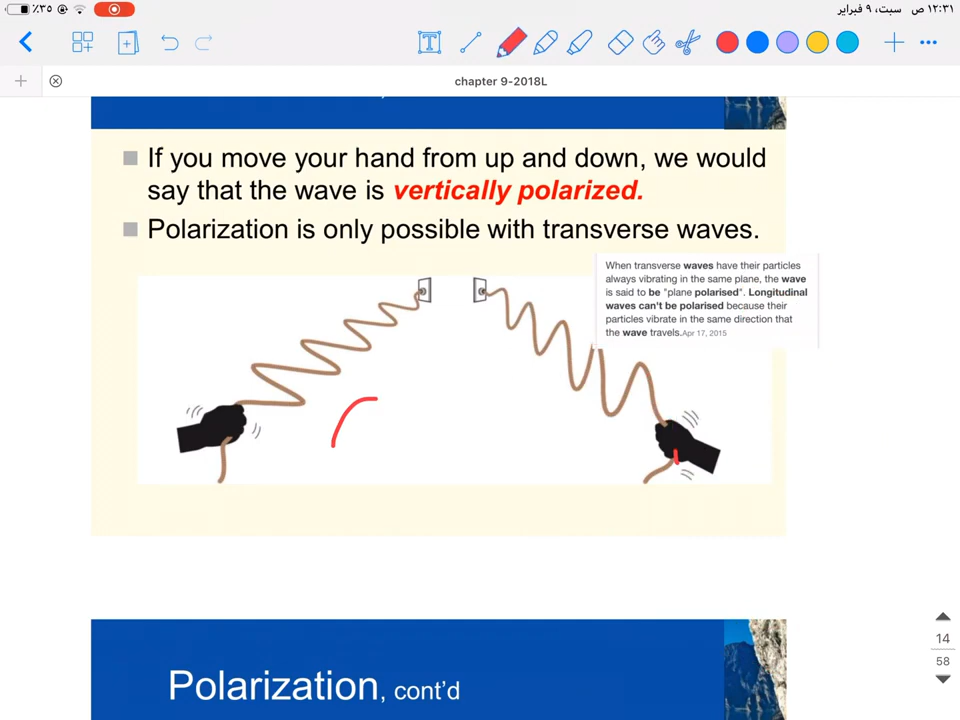 ٪٣٥
١٢:٣١ ص سبت، ٩ فبراير
chapter 9-2018L
If you move your hand from up and down, we would
say that the wave is vertically polarized.
Polarization is only possible with transverse waves.
When transverse waves have their particles
always vibrating in the same plane, the wave
is said to be "plane polarised". Longitudinal
waves can't be polarised because their
particles vibrate in the same direction that
the wave travels.Apr 17, 2015
14
58
Polarization, cont'd